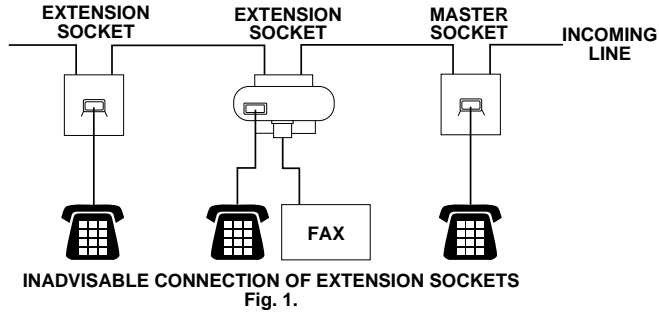 EXTENSION
SOCKET
EXTENSION
SOCKET
MASTER
SOCKET
INCOMING
LINE
FAX
INADVISABLE CONNECTION OF EXTENSION SOCKETS
Fig. 1.